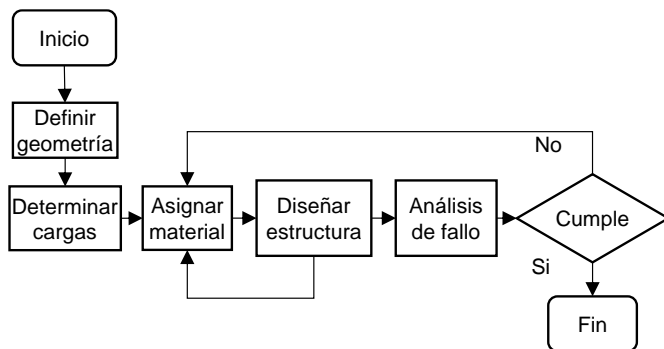 Inicio
Definir
geometría
Determinar
cargas
Asignar
material
Diseñar
estructura
Análisis
de fallo
Cumple
No
Si
Fin